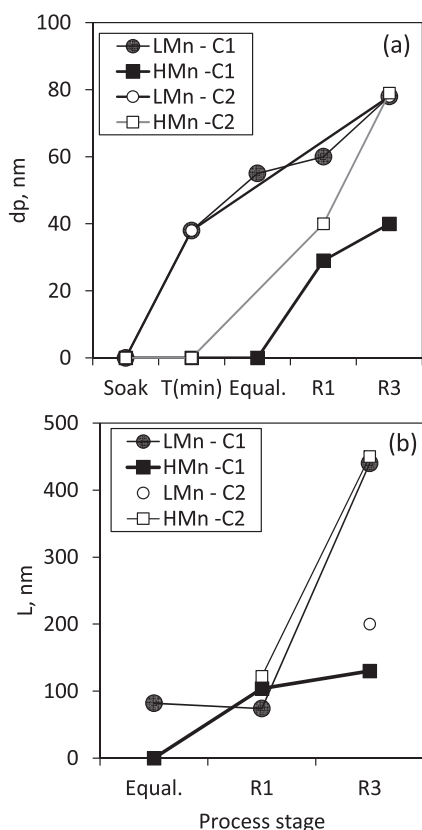 (a)
LMn - C1
HMn -C1
LMn - C2
HMn -C2
80
60
40
20
0
dp, nm
Soak T(min) Equal. R1 R3
(b)
LMn - C1
HMn -C1
LMn - C2
HMn -C2
500
400
300
200
100
0
L, nm
Equal. R1 R3
Process stage